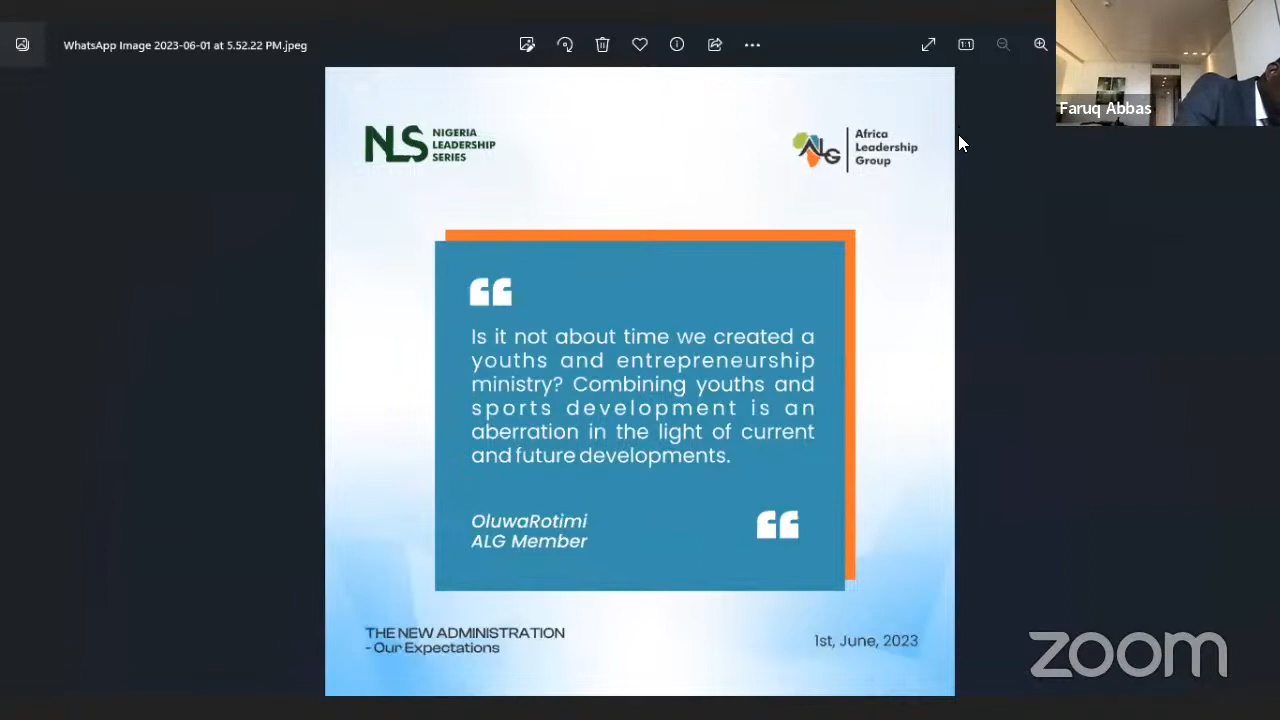 WhatsApp Image 2023-06-01 at 5.52.22 PM.jpeg
1:1
Faruq Abbas
NLS NIGERIA
LEADERSHIP
SERIES
ALG Africa
Leadership
Group
Is it not about time we created a
youths and entrepreneurship
ministry? Combining youths and
sports development is an
aberration in the light of current
and future developments.
OluwaRotimi
ALG Member
THE NEW ADMINISTRATION
- Our Expectations
1st, June, 2023
zoom